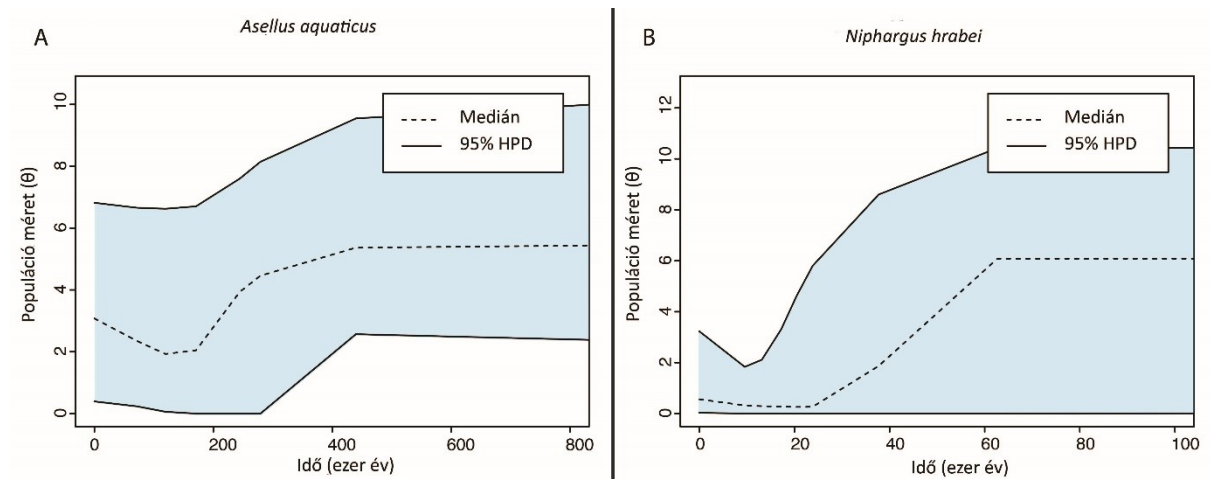 A
Asellus aquaticus
Populáció méret (θ)
10
8
6
4
2
0
Medián
95% HPD
0 200 400 600 800
Idő (ezer év)
B
Niphargus hrabei
Populáció méret (θ)
12
10
8
6
4
2
0
Medián
95% HPD
0 20 40 60 80 100
Idő (ezer év)